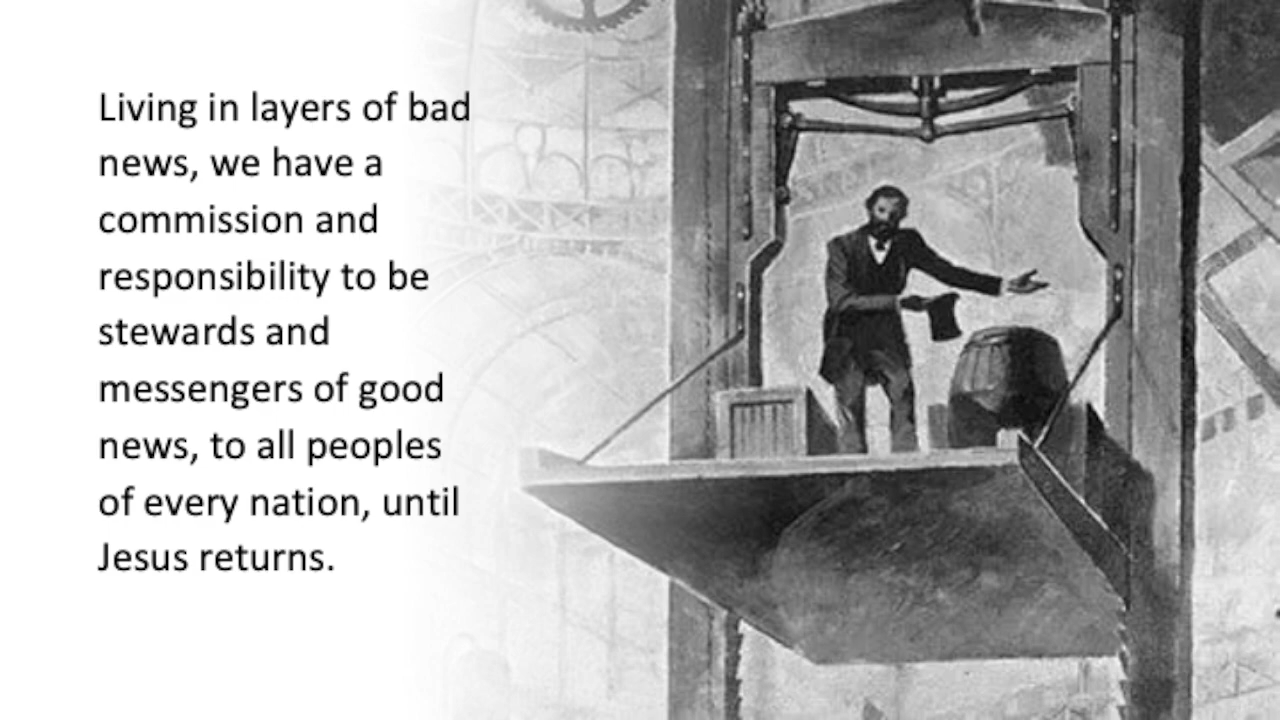 Living in layers of bad
news, we have a
commission and
responsibility to be
stewards and
messengers of good
news, to all peoples
of every nation, until
Jesus returns.